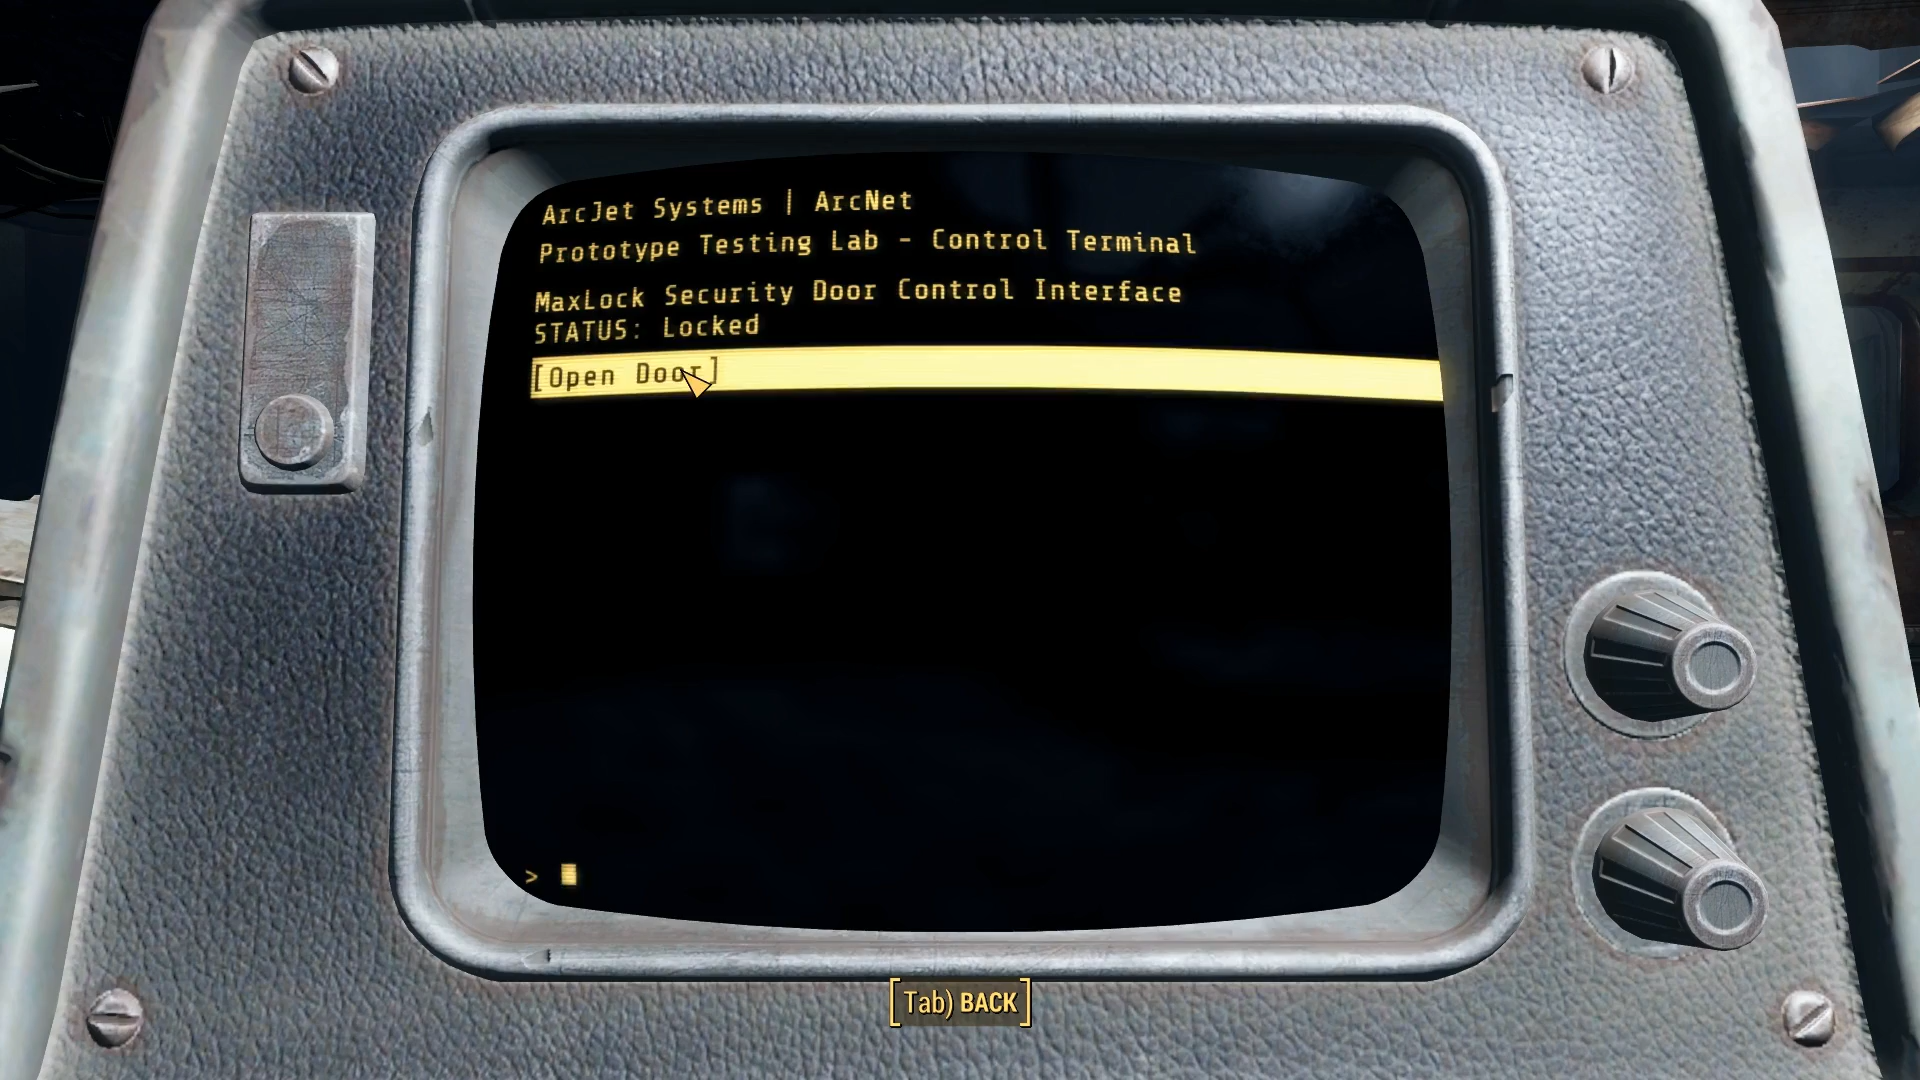 ArcJet Systems | ArcNet
Prototype Testing Lab - Control Terminal
MaxLock Security Door Control Interface
STATUS: Locked
[Open Door]
>
[Tab) BACK]